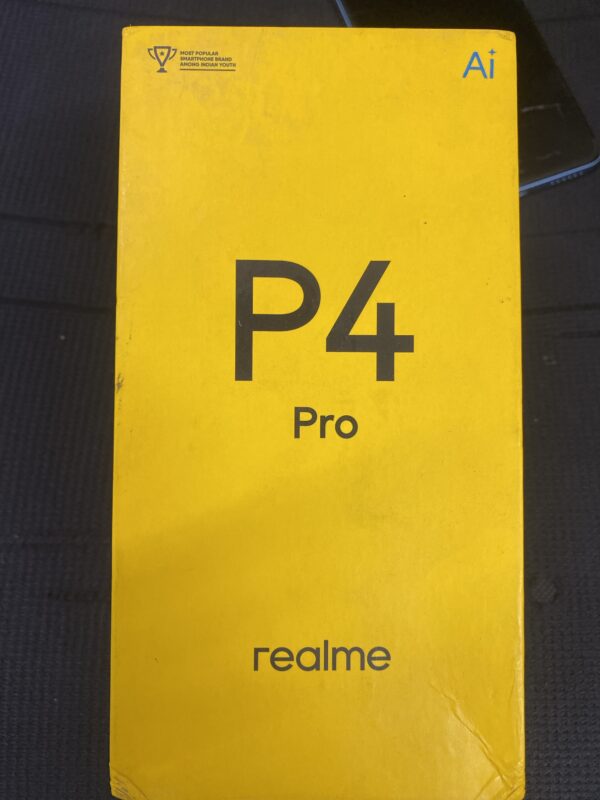 MOST POPULAR
SMARTPHONE BRAND
AMONG INDIAN YOUTH
Ai
P4
Pro
realme